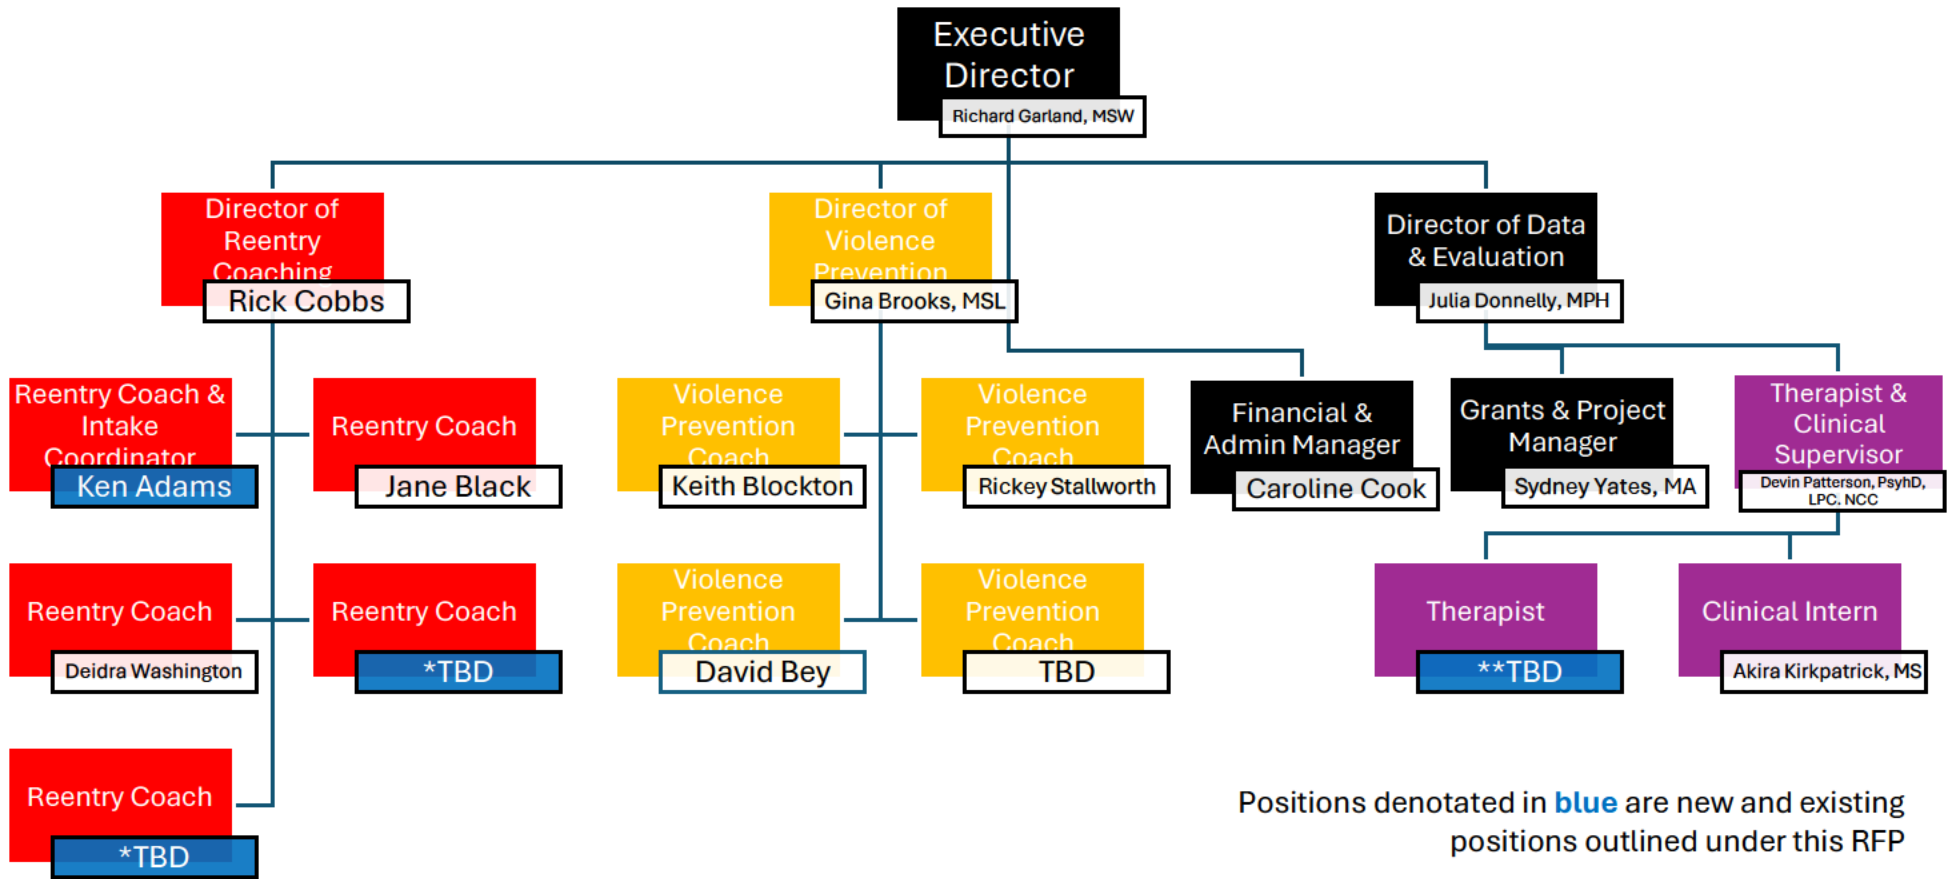 Executive
Director
Richard Garland, MSW
Director of
Reentry
Coaching
Rick Cobbs
Director of
Violence
Prevention
Gina Brooks, MSL
Director of Data
& Evaluation
Julia Donnelly, MPH
Reentry Coach &
Intake
Coordinator
Ken Adams
Reentry Coach
Jane Black
Violence
Prevention
Coach
Keith Blockton
Violence
Prevention
Coach
Rickey Stallworth
Financial &
Admin Manager
Caroline Cook
Grants & Project
Manager
Sydney Yates, MA
Therapist &
Clinical
Supervisor
Devin Patterson, PsyhD,
LPC. NCC
Reentry Coach
Deidra Washington
Reentry Coach
*TBD
Violence
Prevention
Coach
David Bey
Violence
Prevention
Coach
TBD
Therapist
**TBD
Clinical Intern
Akira Kirkpatrick, MS
Reentry Coach
*TBD
Positions denotated in blue are new and existing
positions outlined under this RFP